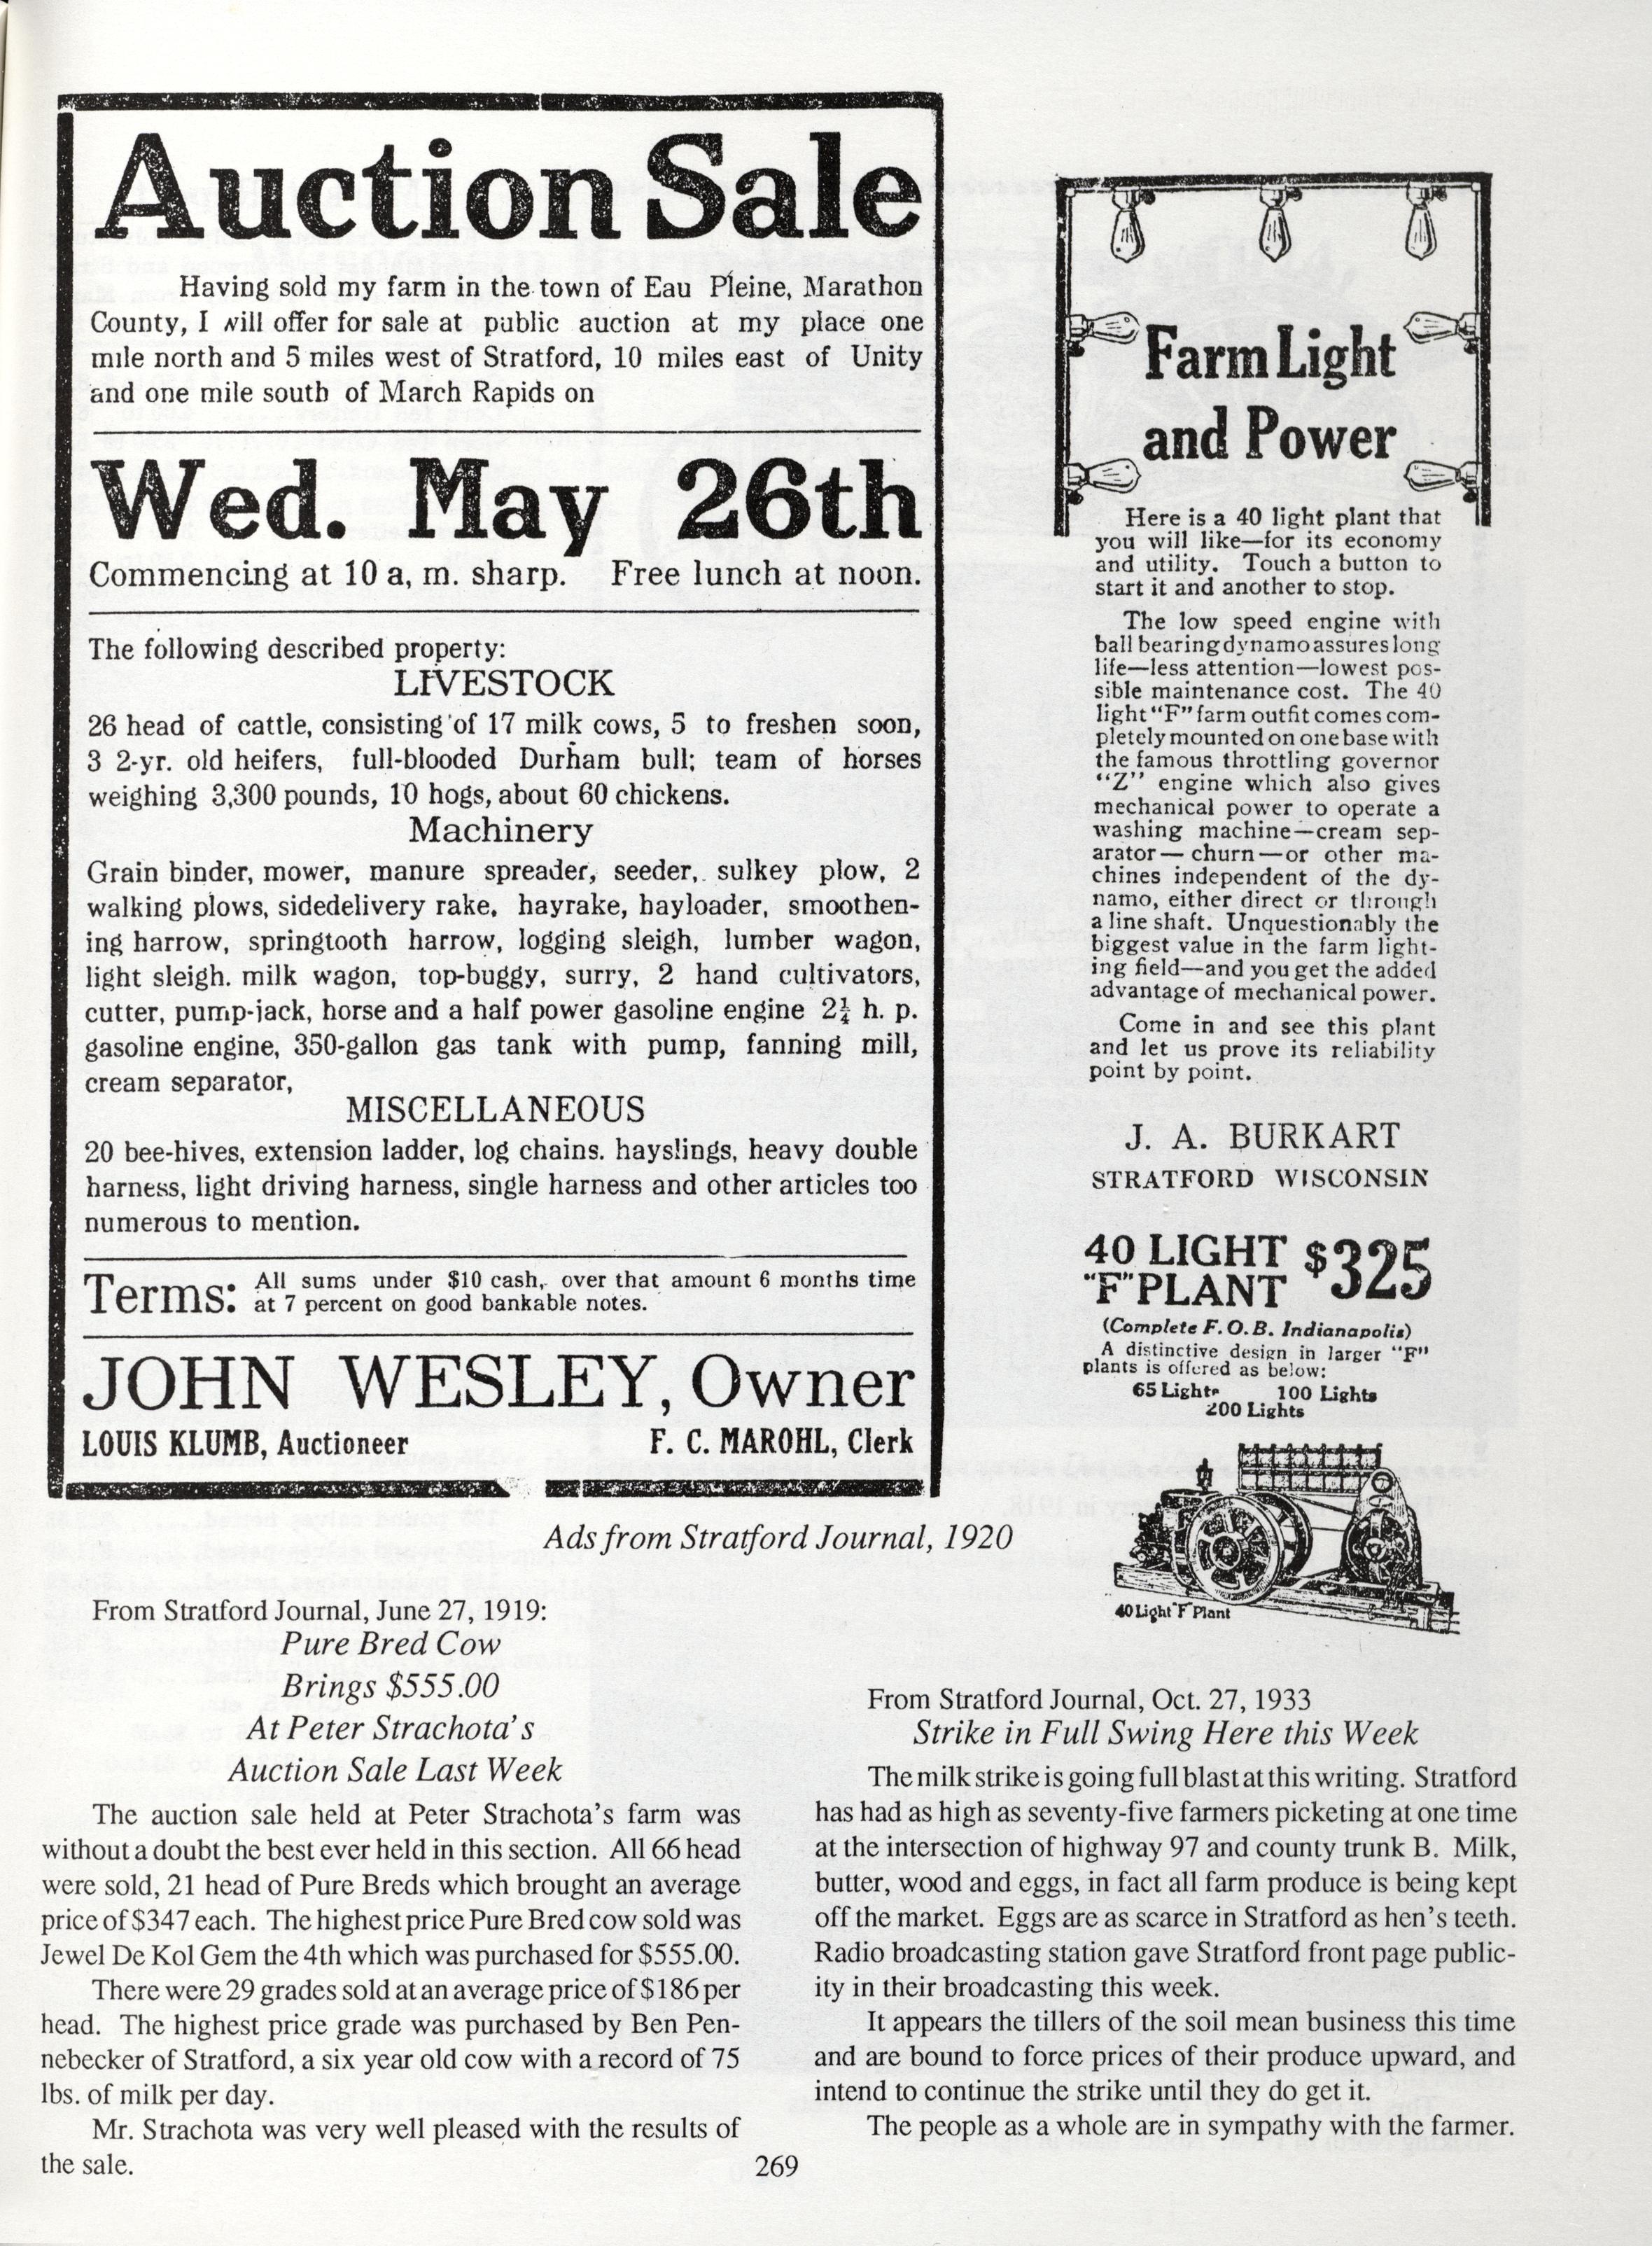 Auction Sale
Having sold my farm in the town of Eau Pleine, Marathon
County, I will offer for sale at public auction at my place one
mile north and 5 miles west of Stratford, 10 miles east of Unity
and one mile south of March Rapids on
Wed. May 26th
Commencing at 10 a, m. sharp. Free lunch at noon.
The following described property:
LIVESTOCK
26 head of cattle, consisting of 17 milk cows, 5 to freshen soon,
3 2-yr. old heifers, full-blooded Durham bull; team of horses
weighing 3,300 pounds, 10 hogs, about 60 chickens.
Machinery
Grain binder, mower, manure spreader, seeder, sulkey plow, 2
walking plows, sidedelivery rake, hayrake, hayloader, smoothen-
ing harrow, springtooth harrow, logging sleigh, lumber wagon,
light sleigh. milk wagon, top-buggy, surry, 2 hand cultivators,
cutter, pump-jack, horse and a half power gasoline engine 2¼ h. p.
gasoline engine, 350-gallon gas tank with pump, fanning mill,
cream separator,
MISCELLANEOUS
20 bee-hives, extension ladder, log chains. hayslings, heavy double
harness, light driving harness, single harness and other articles too
numerous to mention.
Terms: All sums under $10 cash, over that amount 6 months time
at 7 percent on good bankable notes.
JOHN WESLEY, Owner
LOUIS KLUMB, Auctioneer F. C. MAROHL, Clerk
Farm Light
and Power
Here is a 40 light plant that
you will like—for its economy
and utility. Touch a button to
start it and another to stop.
The low speed engine with
ball bearing dynamo assures long
life—less attention—lowest pos-
sible maintenance cost. The 40
light "F" farm outfit comes com-
pletely mounted on one base with
the famous throttling governor
"Z" engine which also gives
mechanical power to operate a
washing machine—cream sep-
arator—churn—or other ma-
chines independent of the dy-
namo, either direct or through
a line shaft. Unquestionably the
biggest value in the farm light-
ing field—and you get the added
advantage of mechanical power.
Come in and see this plant
and let us prove its reliability
point by point.
J. A. BURKART
STRATFORD WISCONSIN
40 LIGHT
"F" PLANT $325
(Complete F. O. B. Indianapolis)
A distinctive design in larger "F"
plants is offered as below:
65 Lights 100 Lights
200 Lights
40 Light "F" Plant
Ads from Stratford Journal, 1920
From Stratford Journal, June 27, 1919:
Pure Bred Cow
Brings $555.00
At Peter Strachota's
Auction Sale Last Week
The auction sale held at Peter Strachota's farm was
without a doubt the best ever held in this section. All 66 head
were sold, 21 head of Pure Breds which brought an average
price of $347 each. The highest price Pure Bred cow sold was
Jewel De Kol Gem the 4th which was purchased for $555.00.
There were 29 grades sold at an average price of $186 per
head. The highest price grade was purchased by Ben Pen-
nebecker of Stratford, a six year old cow with a record of 75
lbs. of milk per day.
Mr. Strachota was very well pleased with the results of
the sale.
From Stratford Journal, Oct. 27, 1933
Strike in Full Swing Here this Week
The milk strike is going full blast at this writing. Stratford
has had as high as seventy-five farmers picketing at one time
at the intersection of highway 97 and county trunk B. Milk,
butter, wood and eggs, in fact all farm produce is being kept
off the market. Eggs are as scarce in Stratford as hen's teeth.
Radio broadcasting station gave Stratford front page public-
ity in their broadcasting this week.
It appears the tillers of the soil mean business this time
and are bound to force prices of their produce upward, and
intend to continue the strike until they do get it.
The people as a whole are in sympathy with the farmer.
269